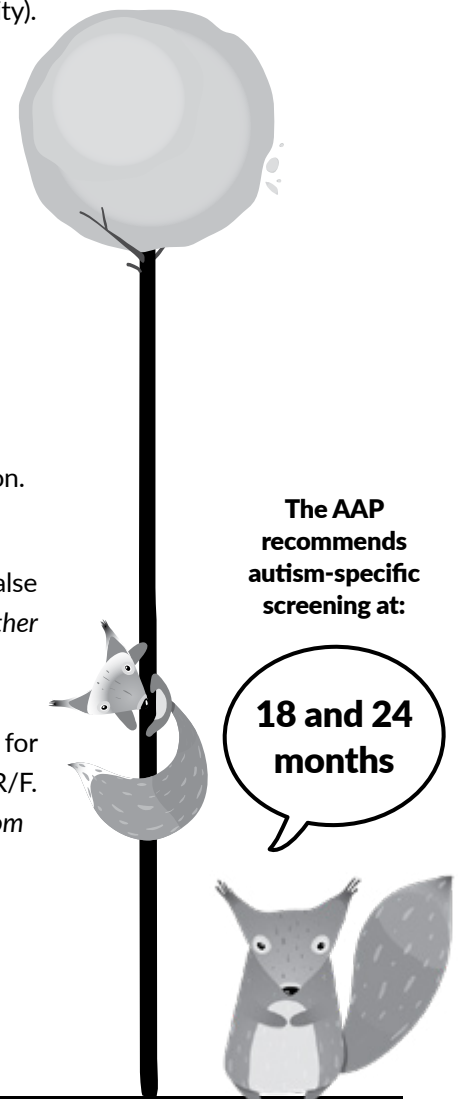 ty).
on.
alse
ther
for
R/F.
om
The AAP
recommends
autism-specific
screening at:
18 and 24
months